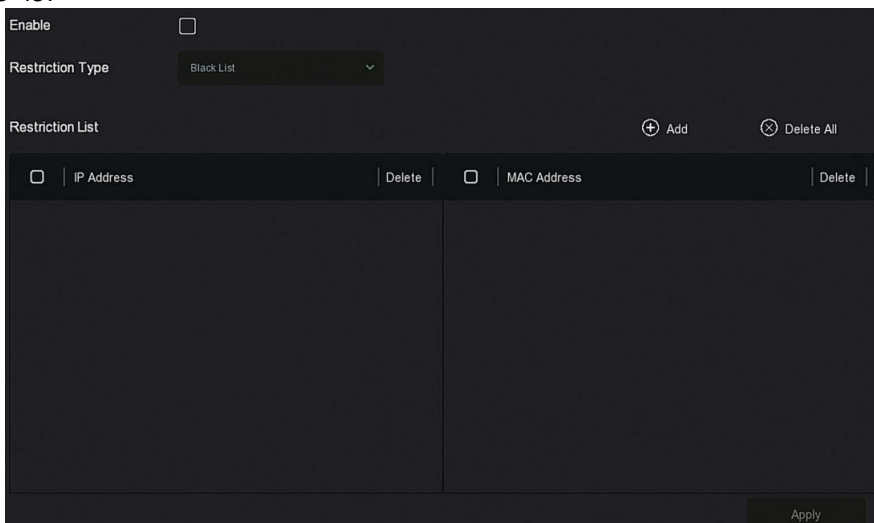 Enable
Restriction Type Black List
Restriction List Add Delete All
IP Address Delete MAC Address Delete
Apply